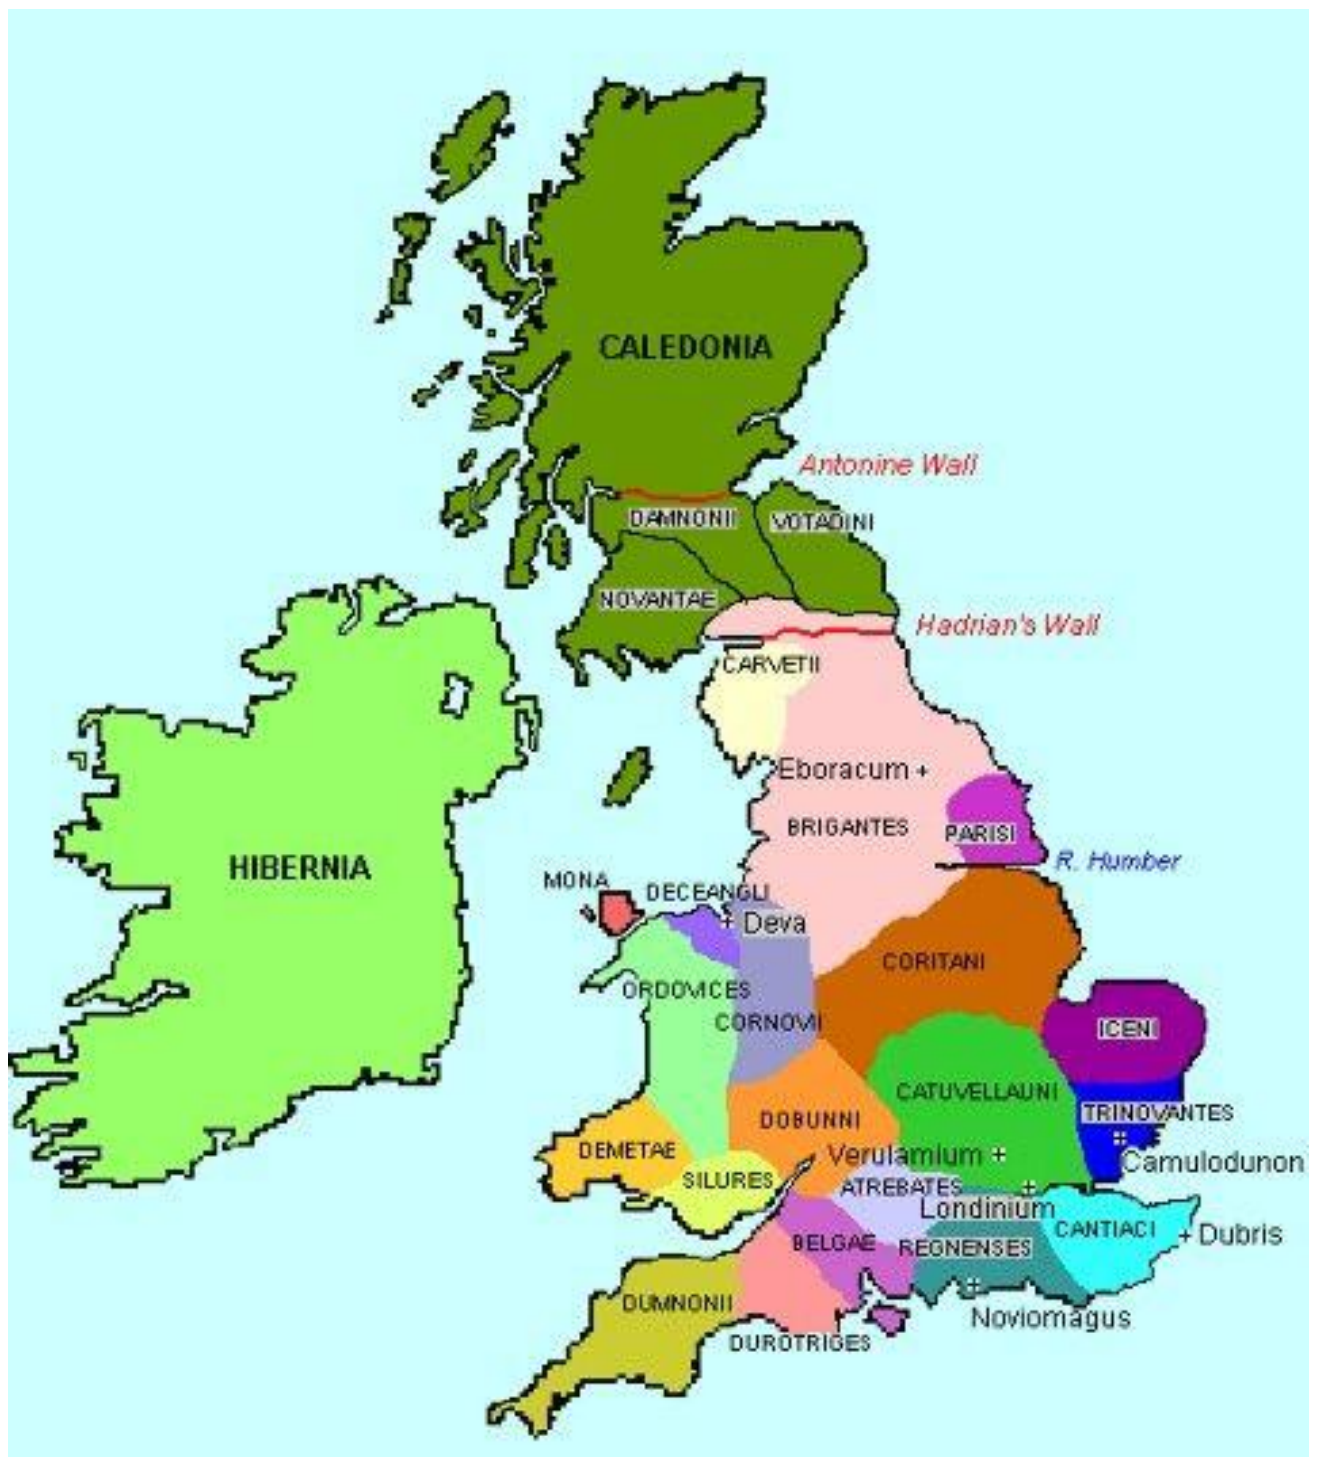 CALEDONIA
Antonine Wall
DAMNONII
VOTADINI
NOVANTAE
Hadrian's Wall
CARVETII
Eboracum
BRIGANTES
PARISI
R. Humber
HIBERNIA
MONA
DECEANGLI
Deva
CORITANI
ORDOVICES
CORNOVII
ICENI
CATUVELLAUNI
TRINOVANTES
DOBUNNI
DEMETAE
Verulamium
Camulodunon
SILURES
ATREBATES
Londinium
CANTIACI
Dubris
BELGAE
REGNENSES
DUMNONII
Noviomagus
DUROTRIGES